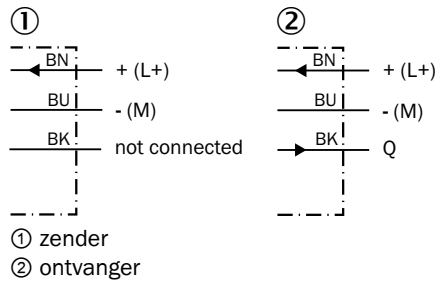 ① ②
BN + (L+) BN + (L+)
BU - (M) BU - (M)
BK not connected BK Q
① zender
② ontvanger